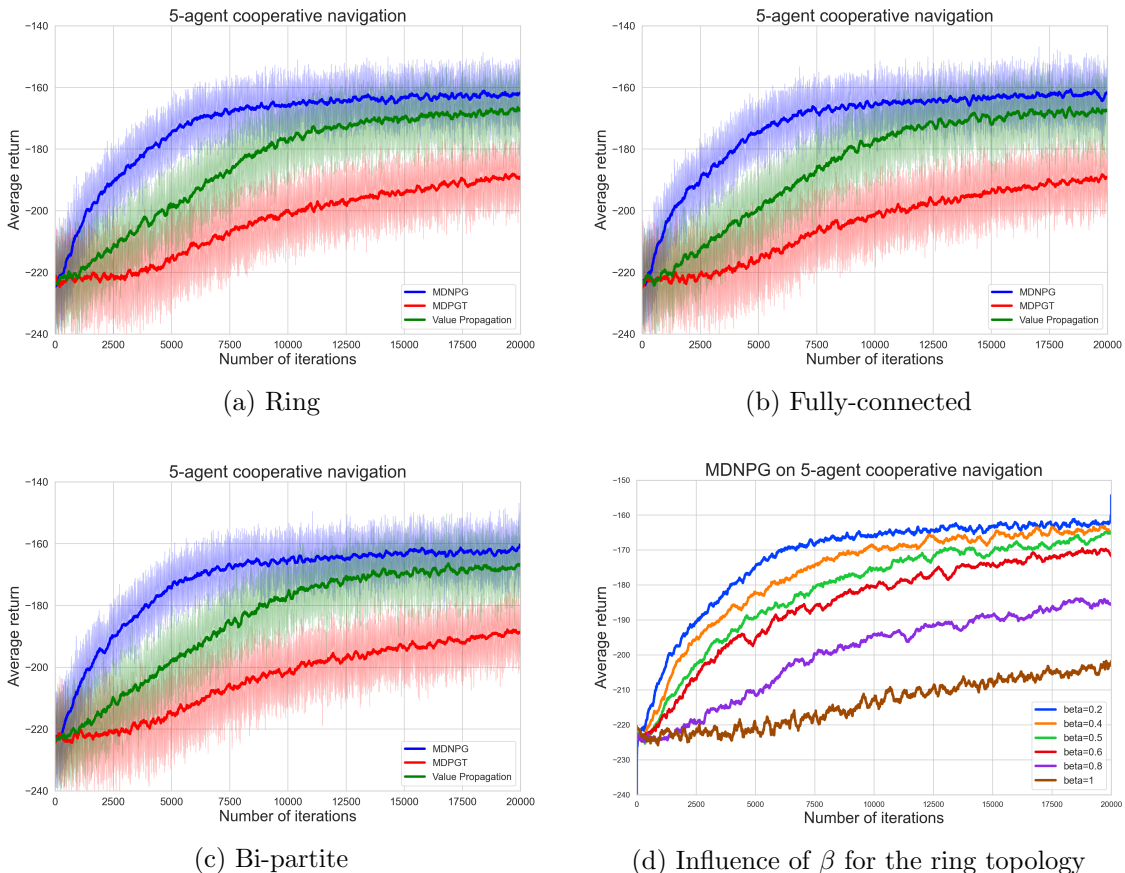 5-agent cooperative navigation
Average return
−140
−160
−180
−200
−220
−240
0 2500 5000 7500 10000 12500 15000 17500 20000
Number of iterations
MDNPG
MDPGT
Value Propagation
(a) Ring
5-agent cooperative navigation
Average return
−140
−160
−180
−200
−220
−240
0 2500 5000 7500 10000 12500 15000 17500 20000
Number of iterations
MDNPG
MDPGT
Value Propagation
(b) Fully-connected
5-agent cooperative navigation
Average return
−140
−160
−180
−200
−220
−240
0 2500 5000 7500 10000 12500 15000 17500 20000
Number of iterations
MDNPG
MDPGT
Value Propagation
(c) Bi-partite
MDNPG on 5-agent cooperative navigation
Average return
−150
−160
−170
−180
−190
−200
−210
−220
−230
−240
0 2500 5000 7500 10000 12500 15000 17500 20000
Number of iterations
beta=0.2
beta=0.4
beta=0.5
beta=0.6
beta=0.8
beta=1
(d) Influence of β for the ring topology